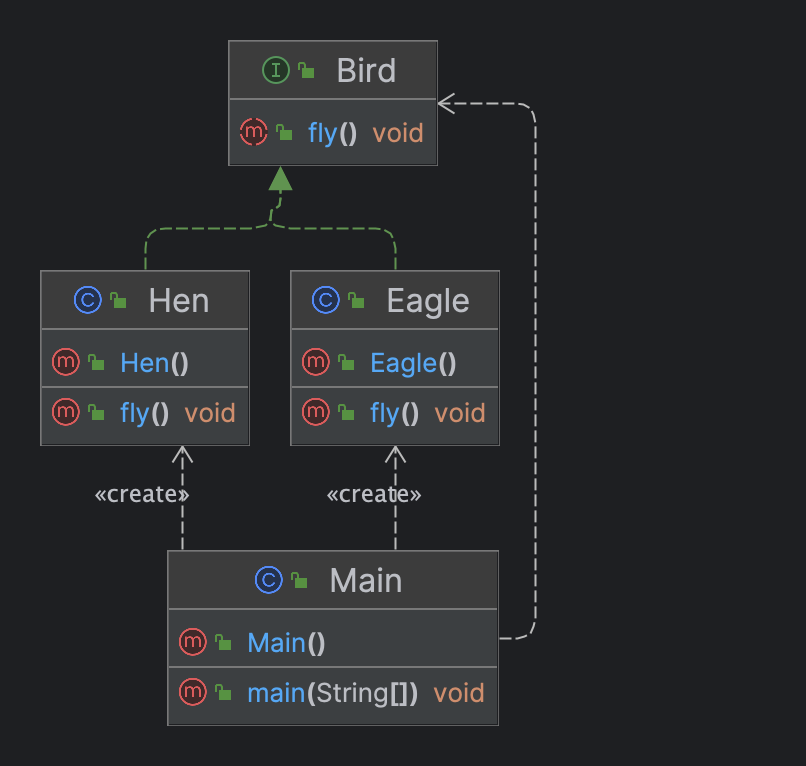 Bird
fly() void
Hen
Hen()
fly() void
Eagle
Eagle()
fly() void
«create»
«create»
Main
Main()
main(String[]) void